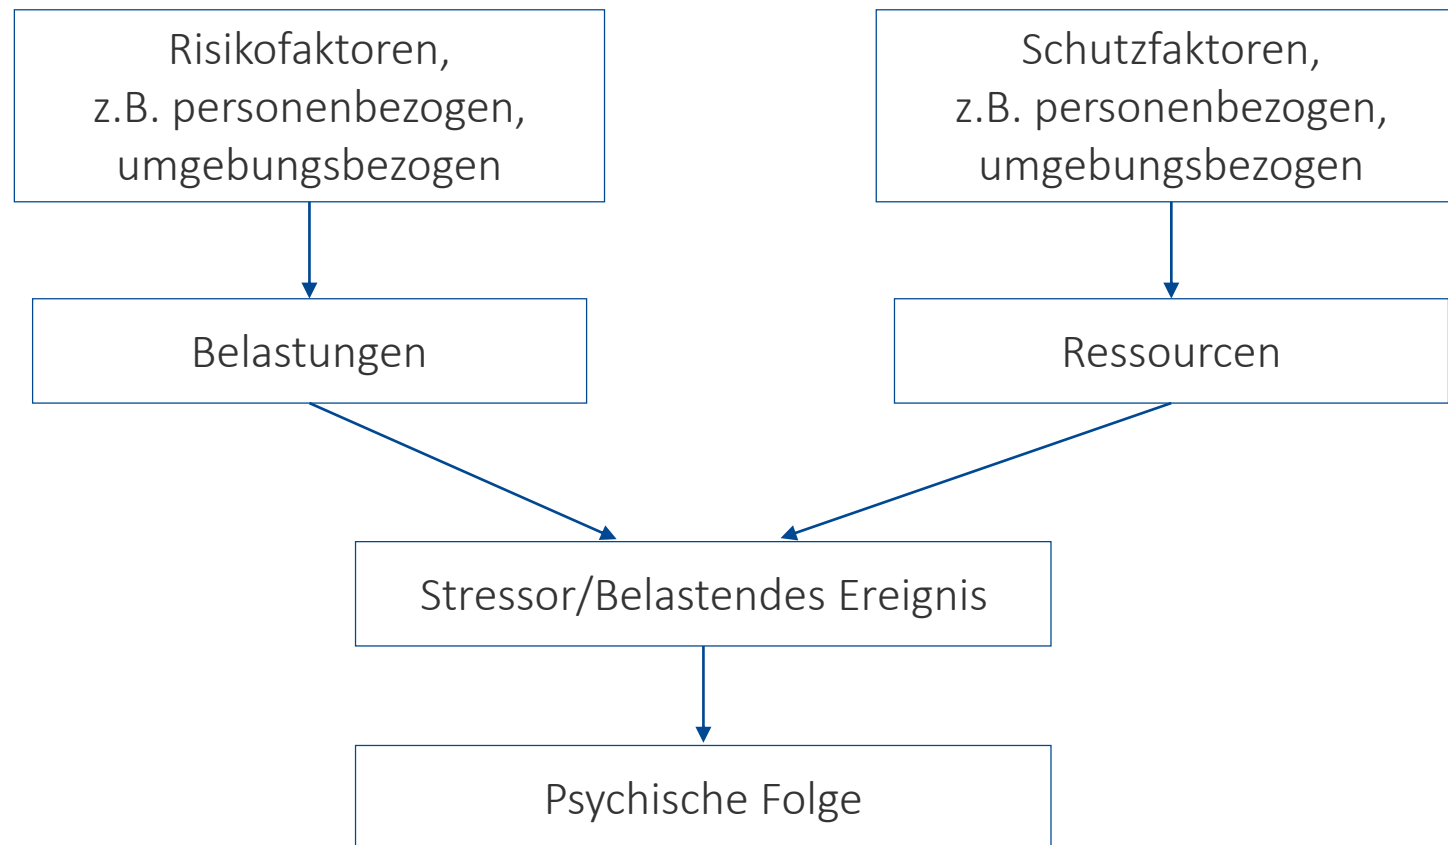 Risikofaktoren,
z.B. personenbezogen,
umgebungsbezogen
Schutzfaktoren,
z.B. personenbezogen,
umgebungsbezogen
Belastungen
Ressourcen
Stressor/Belastendes Ereignis
Psychische Folge